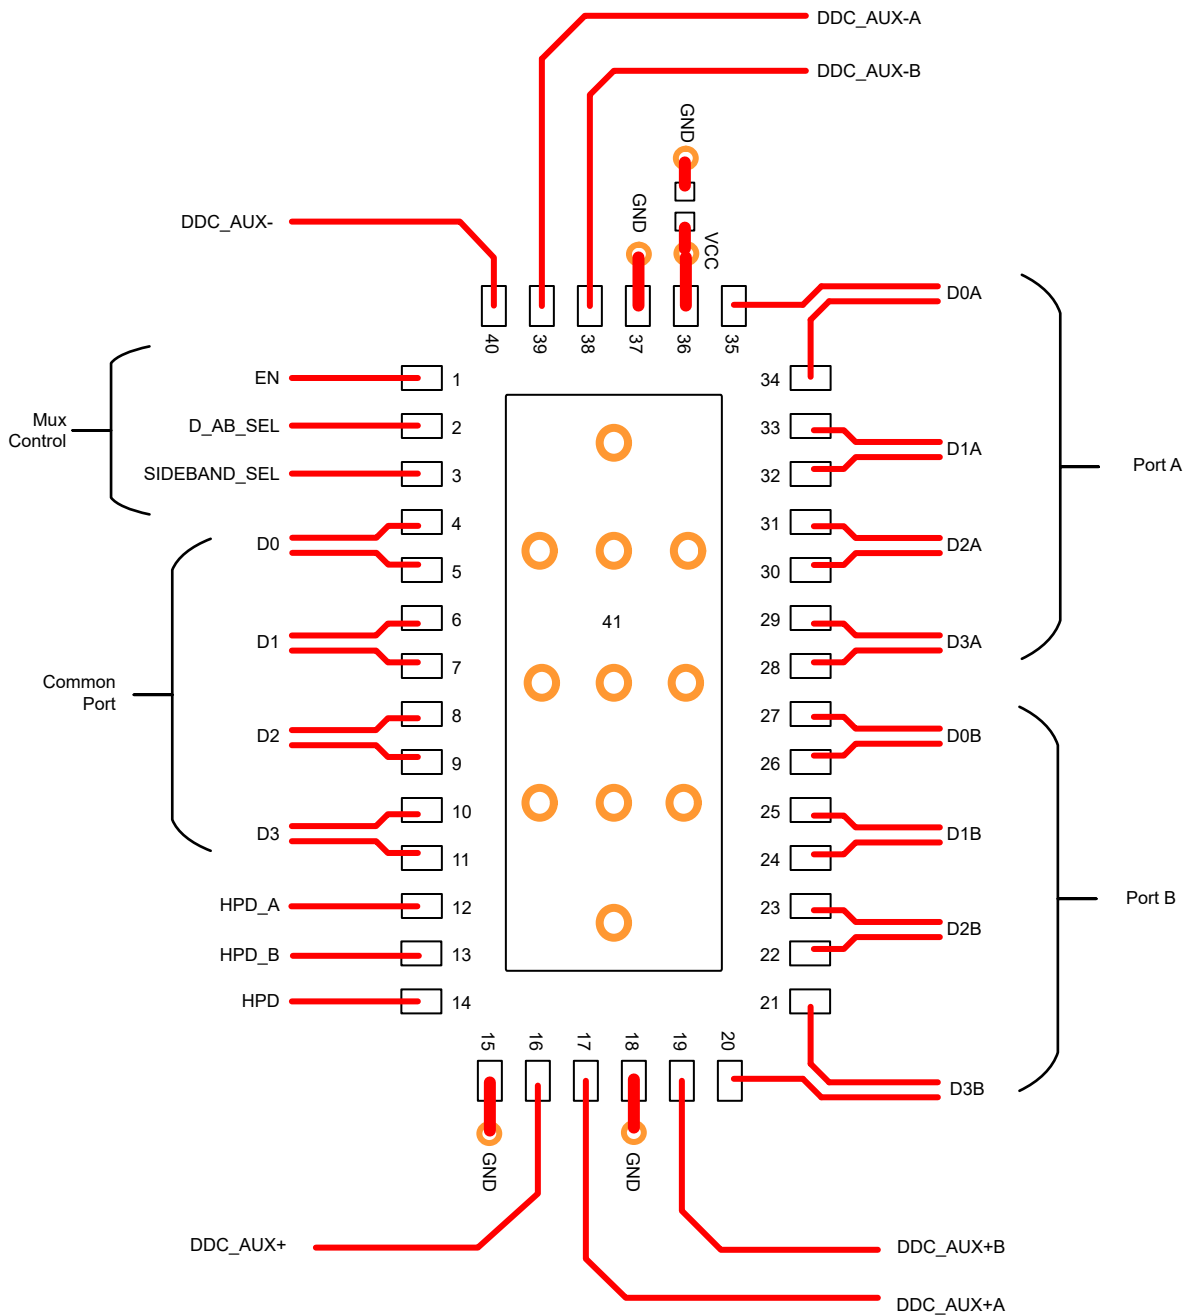 DDC_AUX-A
DDC_AUX-B
GND
GND
VCC
DDC_AUX-
40
39
38
37
36
35
D0A
Mux
Control
EN
1
34
D_AB_SEL
2
33
D1A
SIDEBAND_SEL
3
32
Port A
D0
4
31
D2A
5
30
6
41
29
D1
D3A
7
28
Common
Port
8
27
D2
D0B
9
26
10
25
D3
D1B
11
24
HPD_A
12
23
Port B
D2B
HPD_B
13
22
HPD
14
21
15
16
17
18
19
20
D3B
GND
GND
DDC_AUX+
DDC_AUX+B
DDC_AUX+A